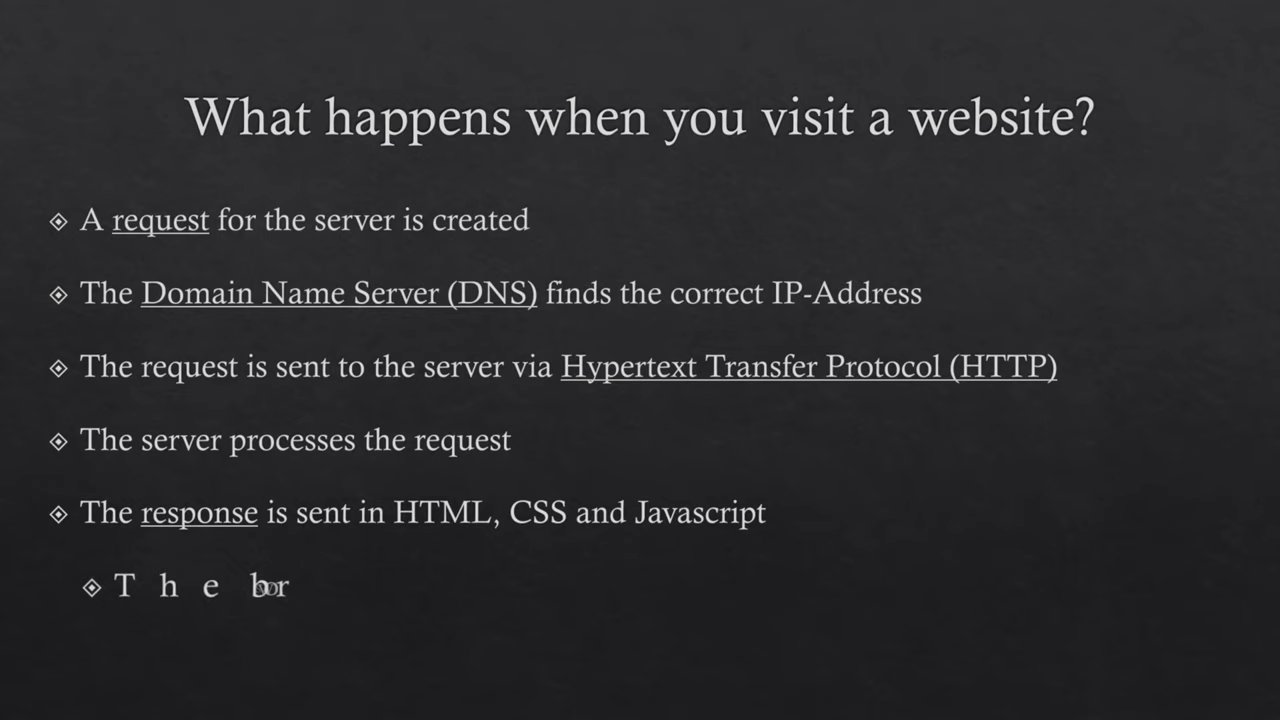 What happens when you visit a website?
A request for the server is created
The Domain Name Server (DNS) finds the correct IP-Address
The request is sent to the server via Hypertext Transfer Protocol (HTTP)
The server processes the request
The response is sent in HTML, CSS and Javascript
The